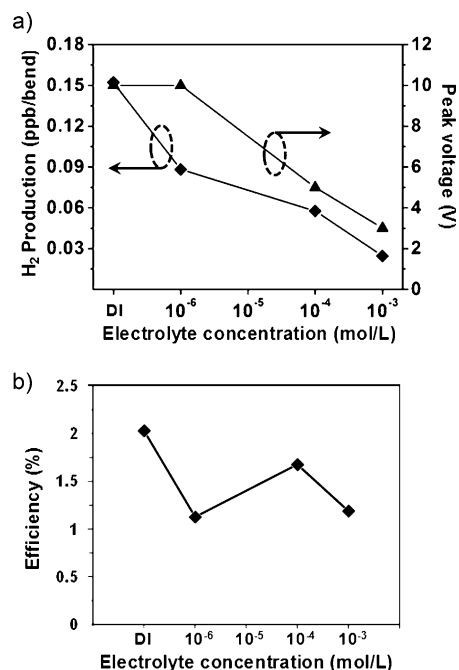 a)
0.18
0.15
0.12
0.09
0.06
0.03
H₂ Production (ppb/bend)
12
10
8
6
4
2
0
Peak voltage (V)
DI 10⁻⁶ 10⁻⁵ 10⁻⁴ 10⁻³
Electrolyte concentration (mol/L)
b)
2.5
2
1.5
1
0.5
0
Efficiency (%)
DI 10⁻⁶ 10⁻⁵ 10⁻⁴ 10⁻³
Electrolyte concentration (mol/L)